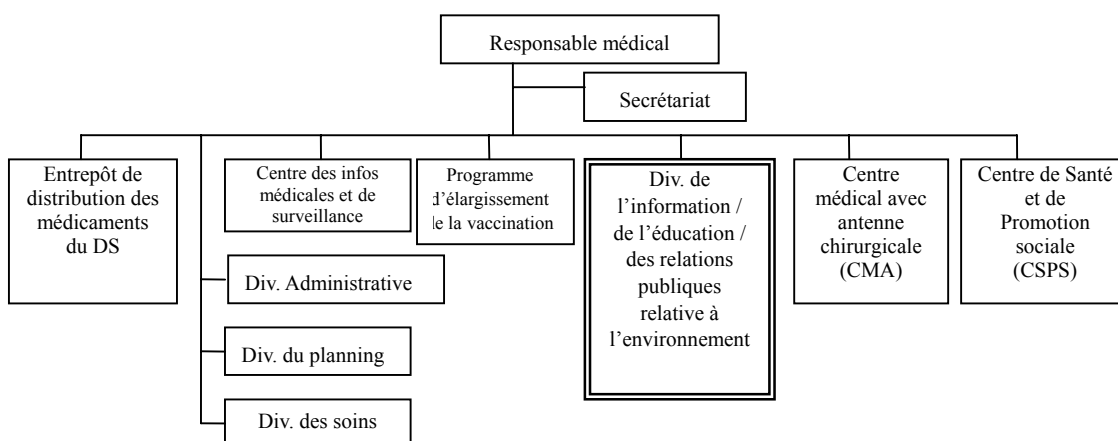 Responsable médical
Secrétariat
Entrepôt de
distribution des
médicaments
du DS
Centre des infos
médicales et de
surveillance
Programme
d’élargissement
de la vaccination
Div. de
l’information /
de l’éducation /
des relations
publiques
relative à
l’environnement
Centre
médical avec
antenne
chirurgicale
(CMA)
Centre de Santé
et de
Promotion
sociale
(CSPS)
Div. Administrative
Div. du planning
Div. des soins